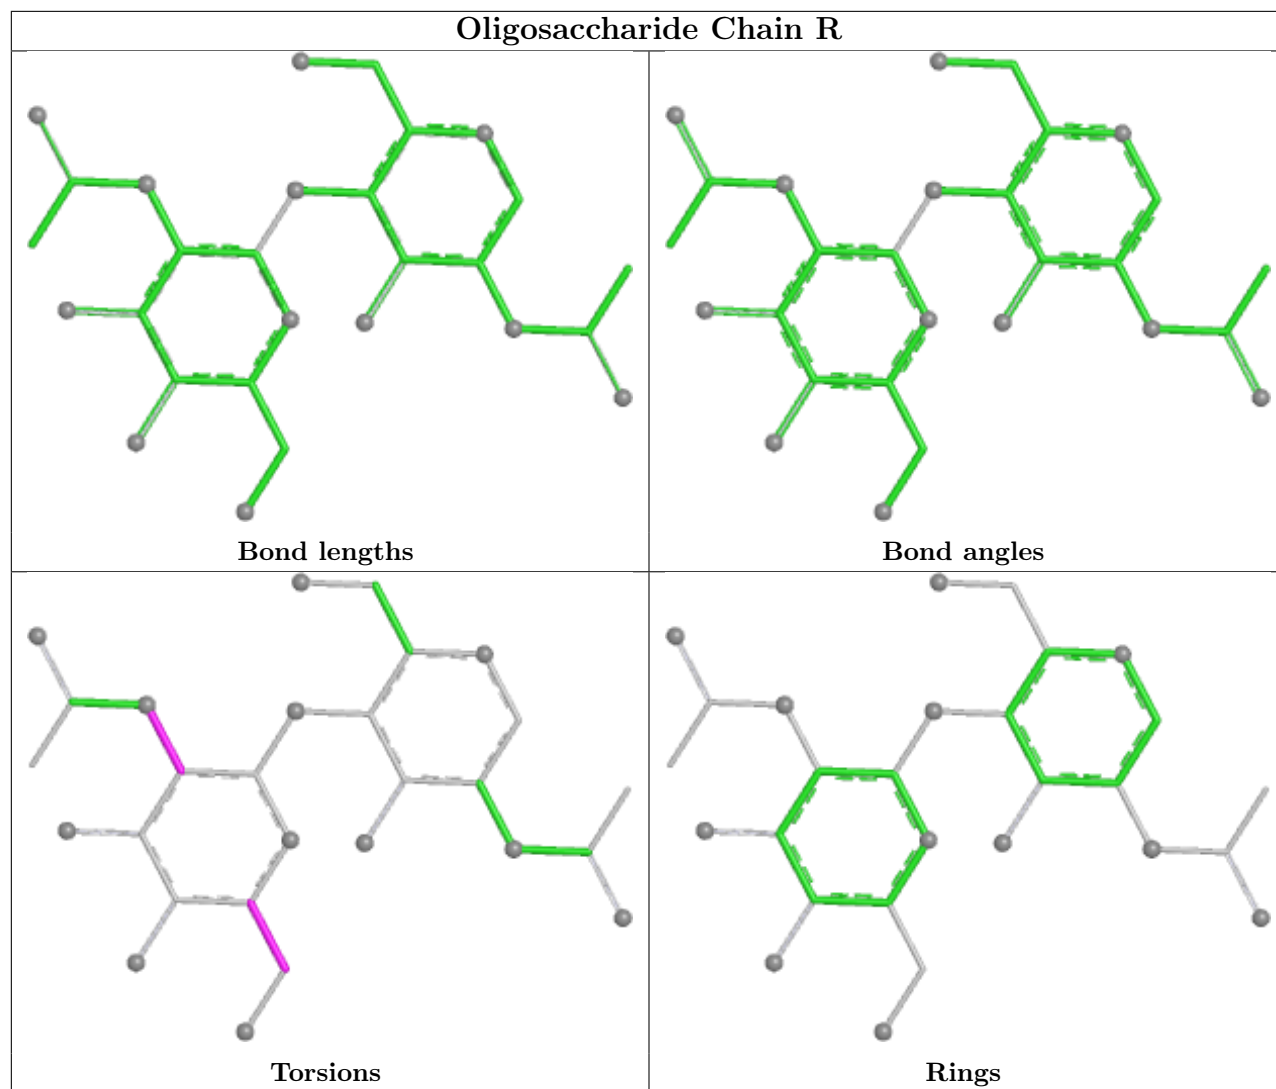 Oligosaccharide Chain R
Bond lengths
Bond angles
Torsions
Rings